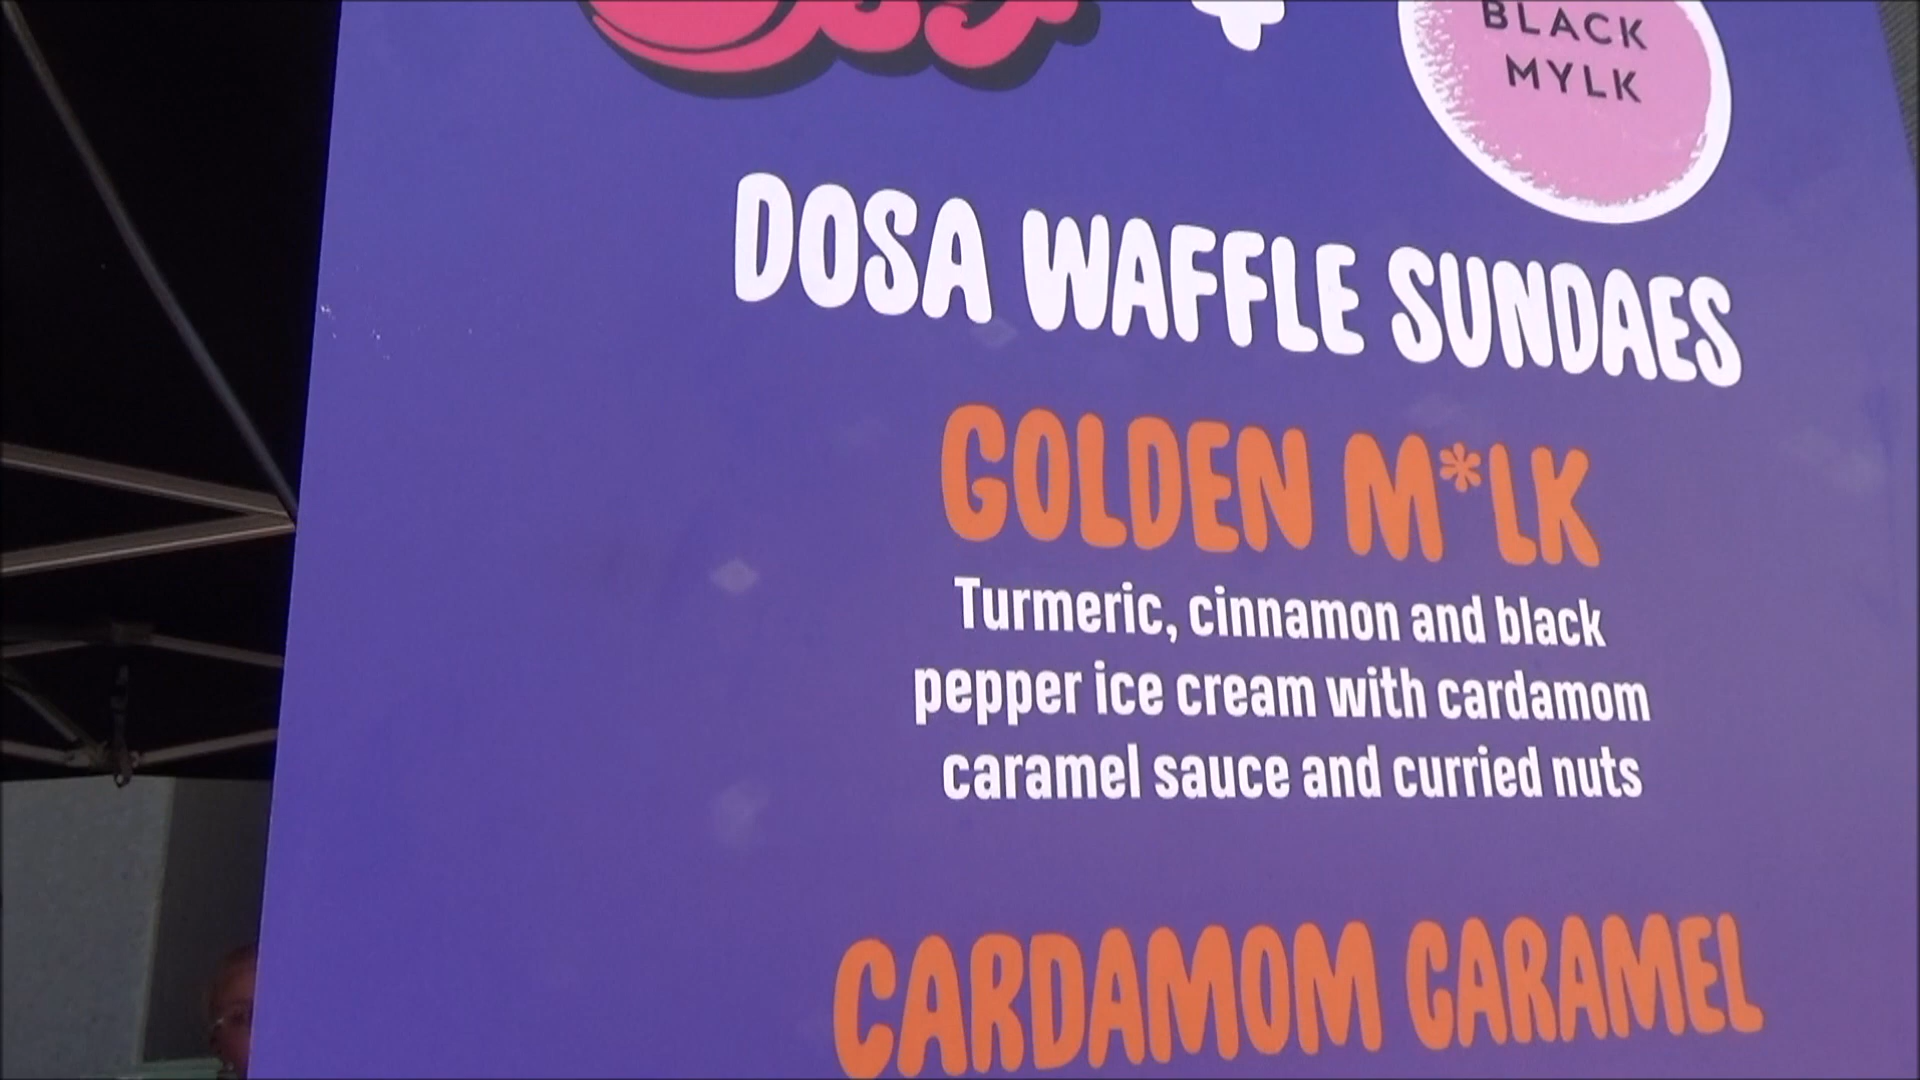 BLACK
MYLK
DOSA WAFFLE SUNDAES
GOLDEN M*LK
Turmeric, cinnamon and black
pepper ice cream with cardamom
caramel sauce and curried nuts
CARDAMOM CARAMEL